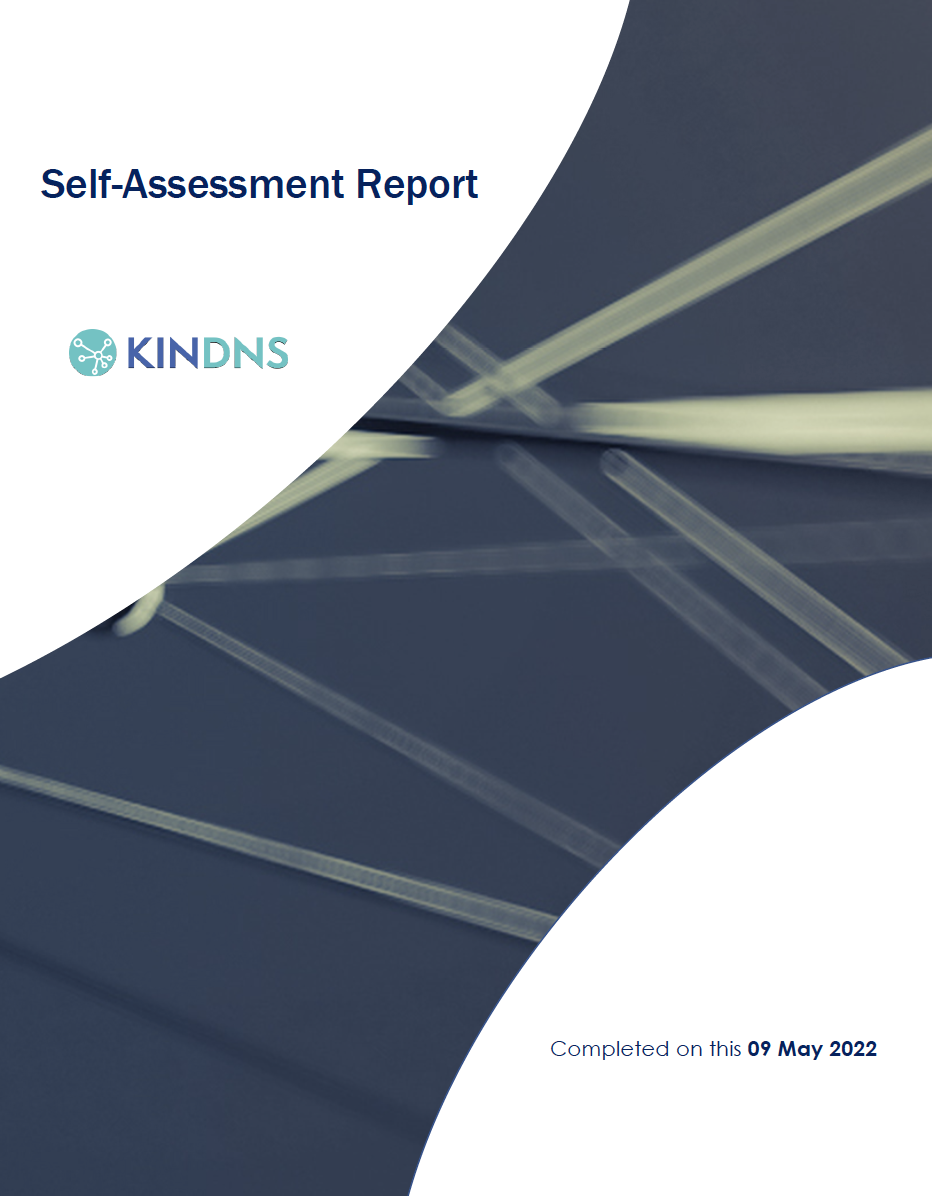 Self-Assessment Report
KINDNS
Completed on this 09 May 2022